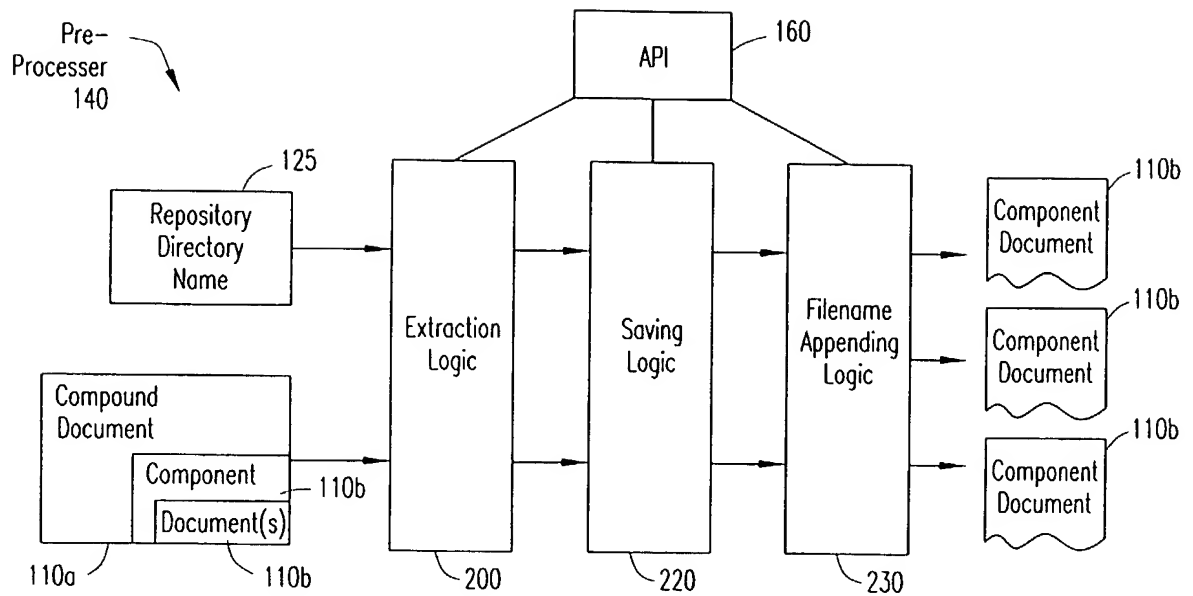 Pre-
Processer
140
API
160
125
Repository
Directory
Name
Compound
Document
Component
110b
Document(s)
110a
110b
Extraction
Logic
200
Saving
Logic
220
Filename
Appending
Logic
230
110b
Component
Document
110b
Component
Document
110b
Component
Document